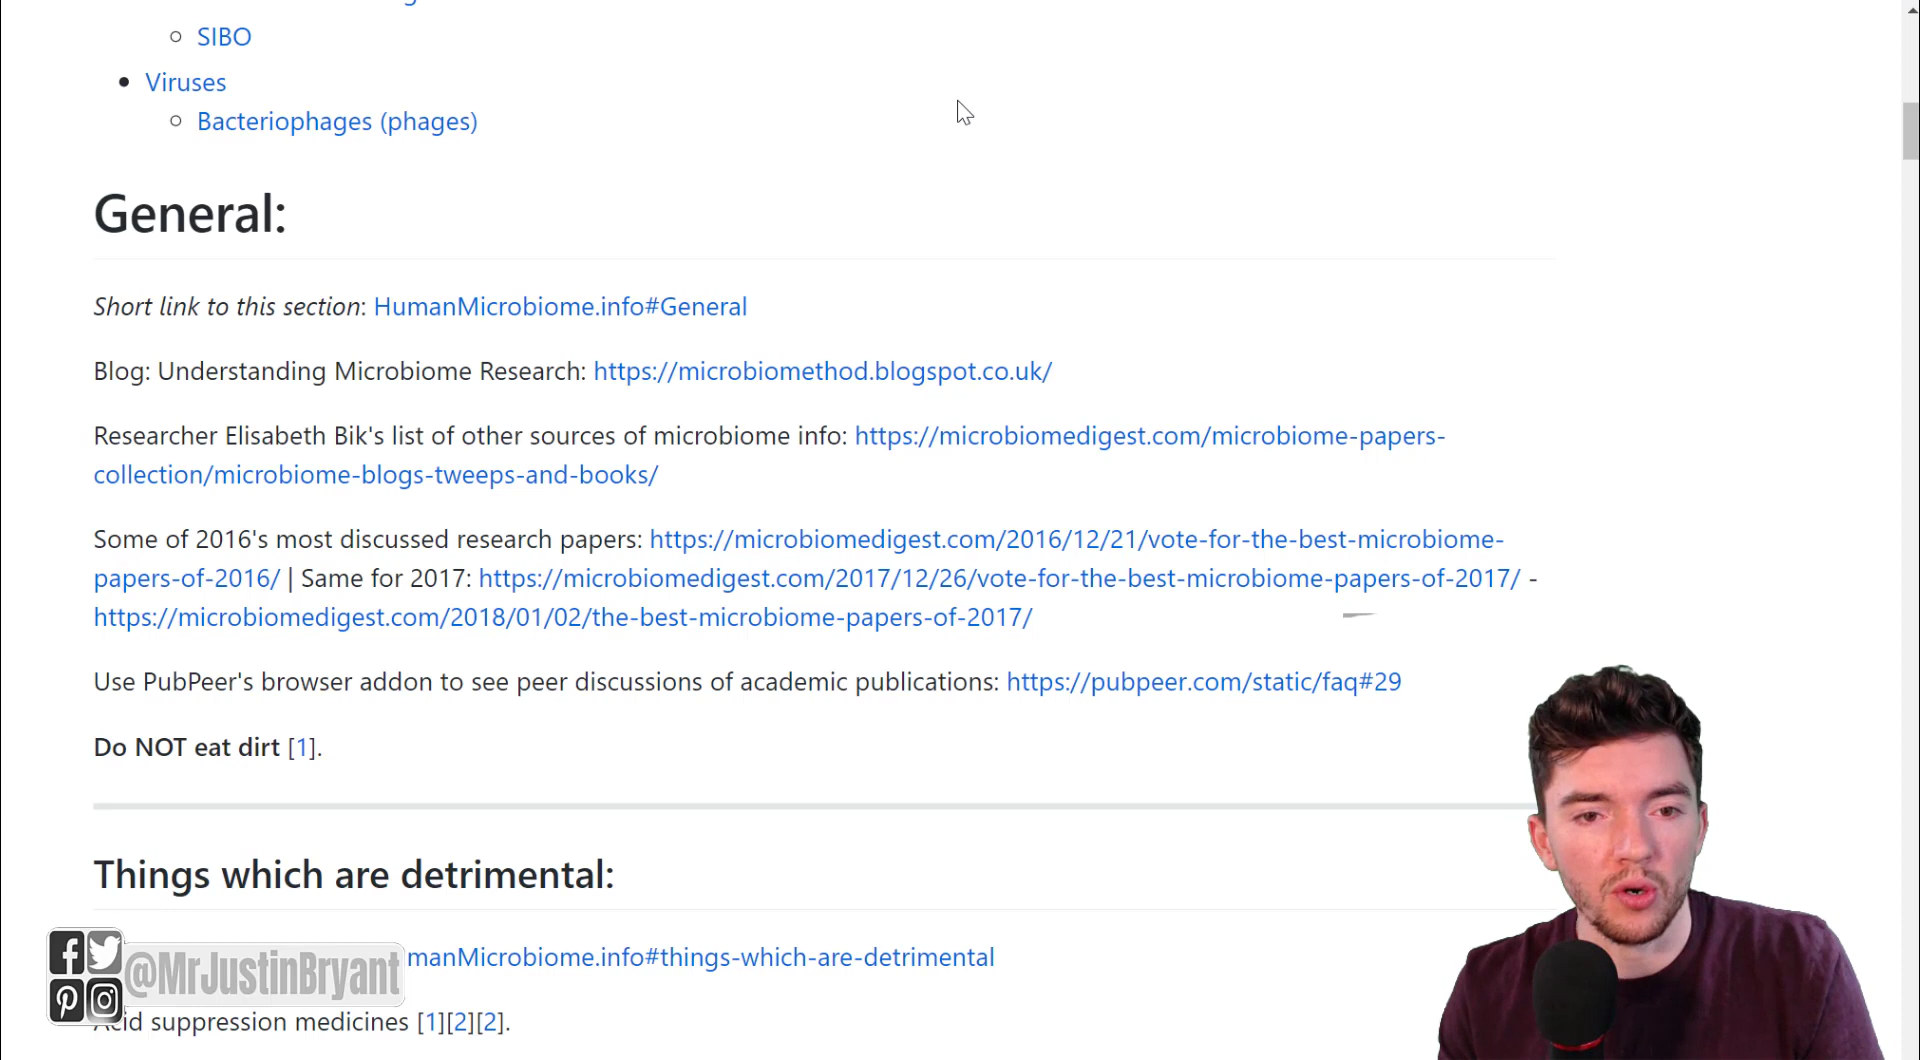 SIBO
Viruses
Bacteriophages (phages)
General:
Short link to this section: HumanMicrobiome.info#General
Blog: Understanding Microbiome Research: https://microbiomethod.blogspot.co.uk/
Researcher Elisabeth Bik's list of other sources of microbiome info: https://microbiomedigest.com/microbiome-papers-
collection/microbiome-blogs-tweeps-and-books/
Some of 2016's most discussed research papers: https://microbiomedigest.com/2016/12/21/vote-for-the-best-microbiome-
papers-of-2016/ | Same for 2017: https://microbiomedigest.com/2017/12/26/vote-for-the-best-microbiome-papers-of-2017/ -
https://microbiomedigest.com/2018/01/02/the-best-microbiome-papers-of-2017/
Use PubPeer's browser addon to see peer discussions of academic publications: https://pubpeer.com/static/faq#29
Do NOT eat dirt [1].
Things which are detrimental:
manMicrobiome.info#things-which-are-detrimental
@MrJustinBryant
Acid suppression medicines [1][2][2].